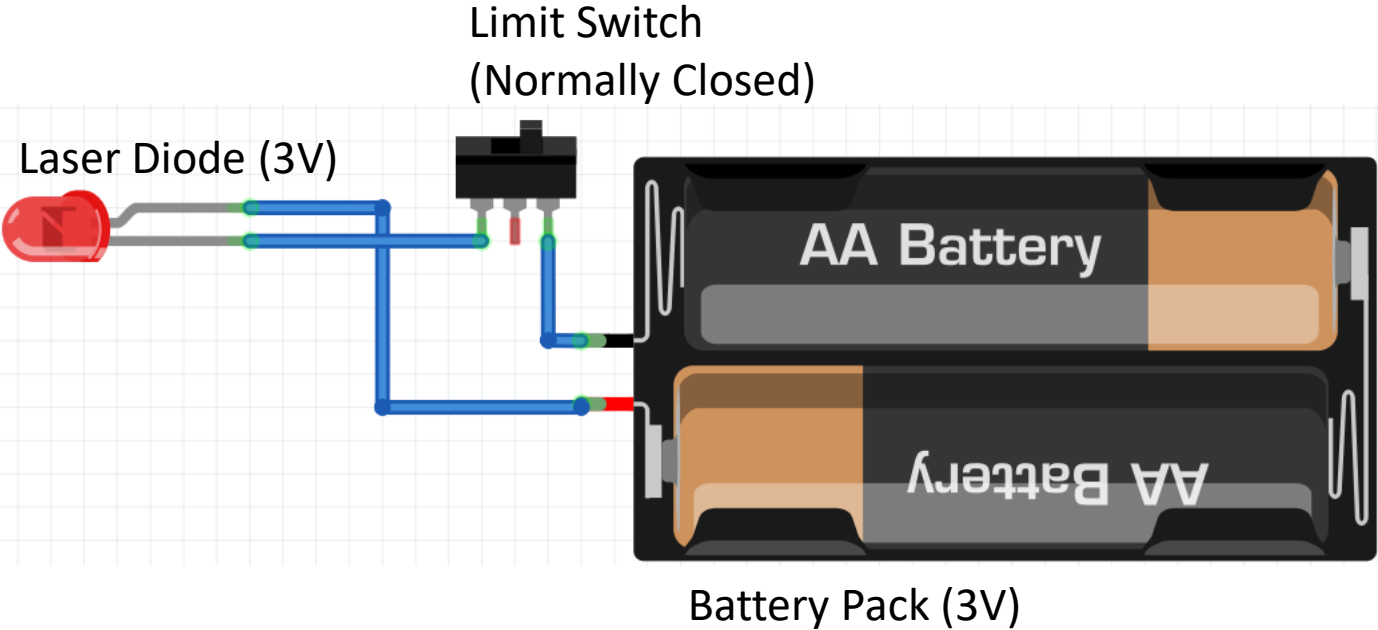 Limit Switch
(Normally Closed)
Laser Diode (3V)
AA Battery
AA Battery
Battery Pack (3V)